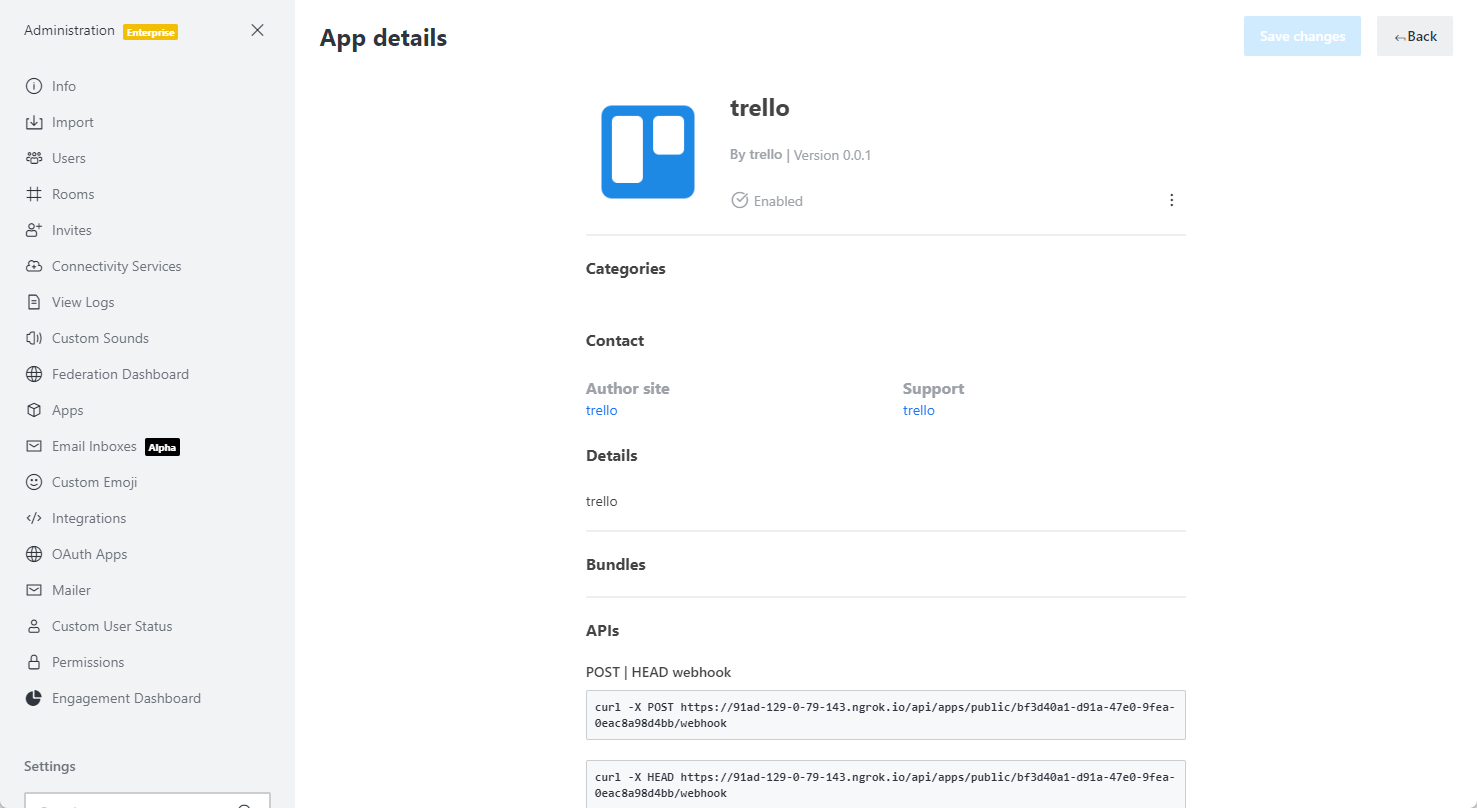 Administration Enterprise
Info
Import
Users
Rooms
Invites
Connectivity Services
View Logs
Custom Sounds
Federation Dashboard
Apps
Email Inboxes Alpha
Custom Emoji
Integrations
OAuth Apps
Mailer
Custom User Status
Permissions
Engagement Dashboard
Settings
App details
Save changes
Back
trello
By trello | Version 0.0.1
Enabled
Categories
Contact
Author site
trello
Support
trello
Details
trello
Bundles
APIs
POST | HEAD webhook
curl -X POST https://91ad-129-0-79-143.ngrok.io/api/apps/public/bf3d40a1-d91a-47e0-9fea-
0eac8a98d4bb/webhook
curl -X HEAD https://91ad-129-0-79-143.ngrok.io/api/apps/public/bf3d40a1-d91a-47e0-9fea-
0eac8a98d4bb/webhook